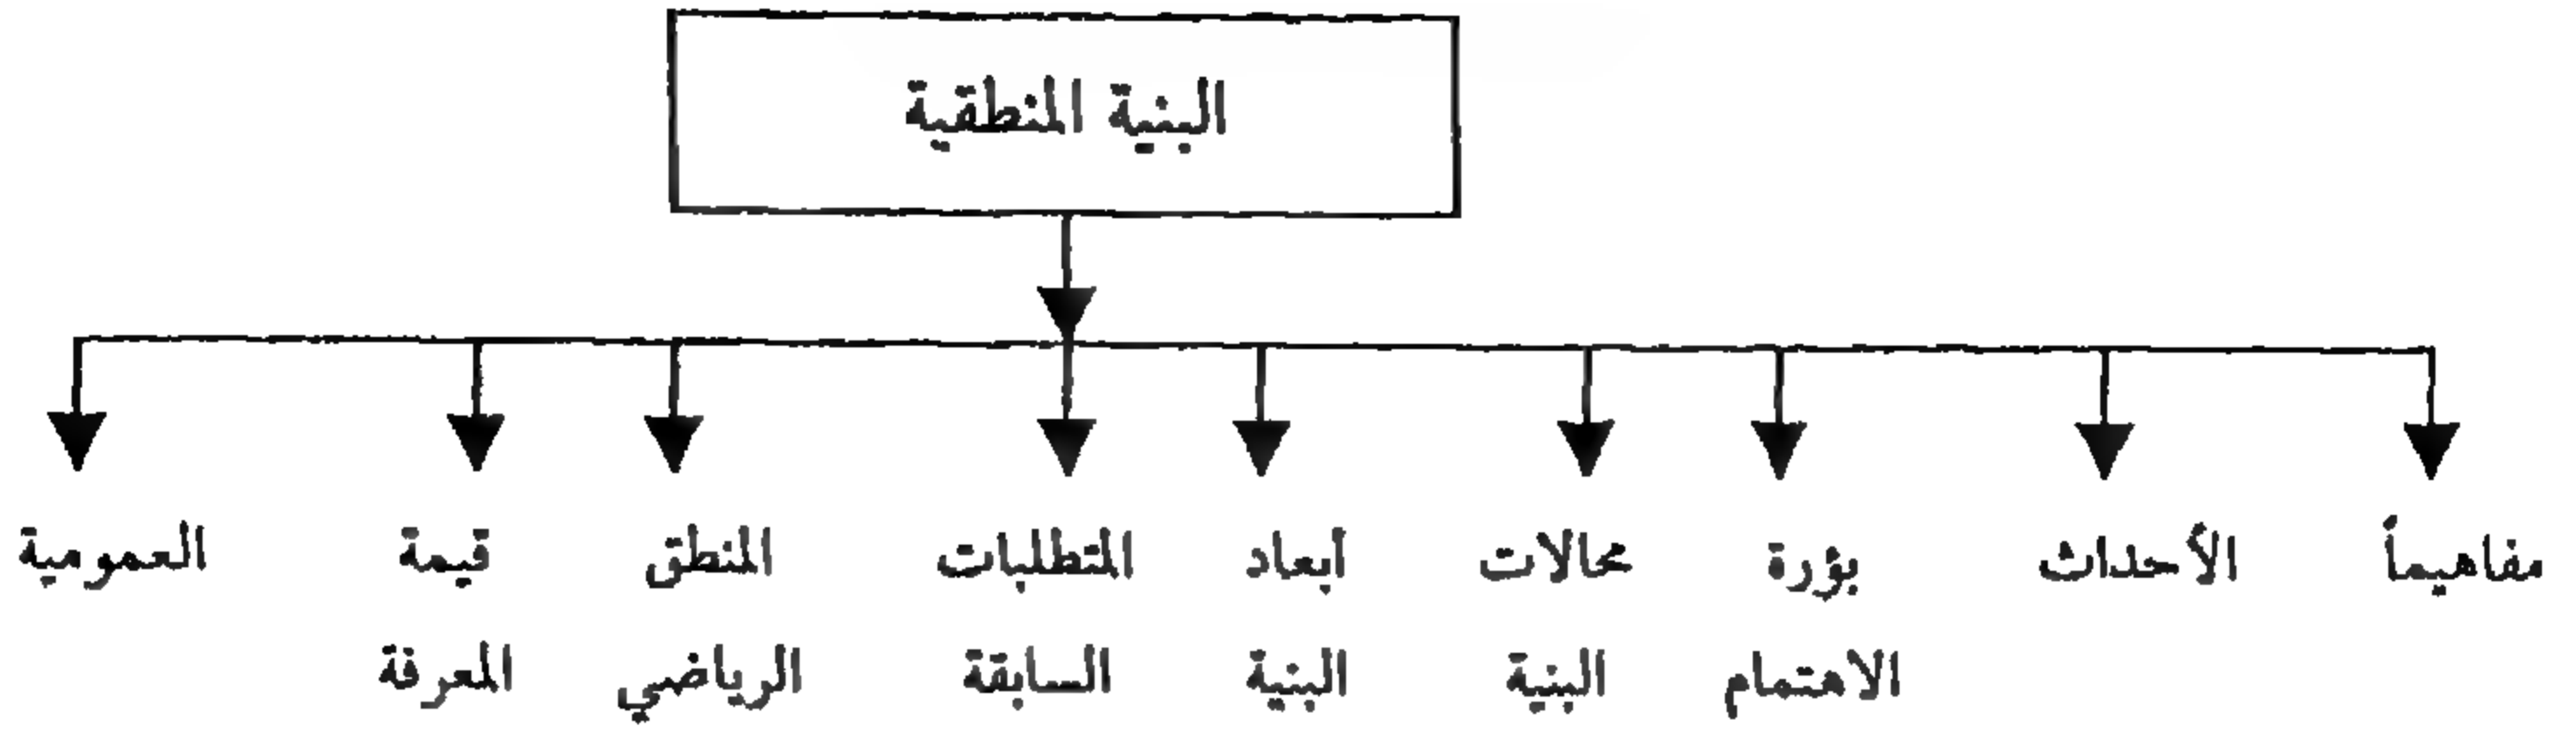 البنية المنطقية
مفاهيماً
الأحداث
بؤرة
الاهتمام
مجالات
البنية
أبعاد
البنية
المتطلبات
السابقة
المنطق
الرياضي
قيمة
المعرفة
العمومية